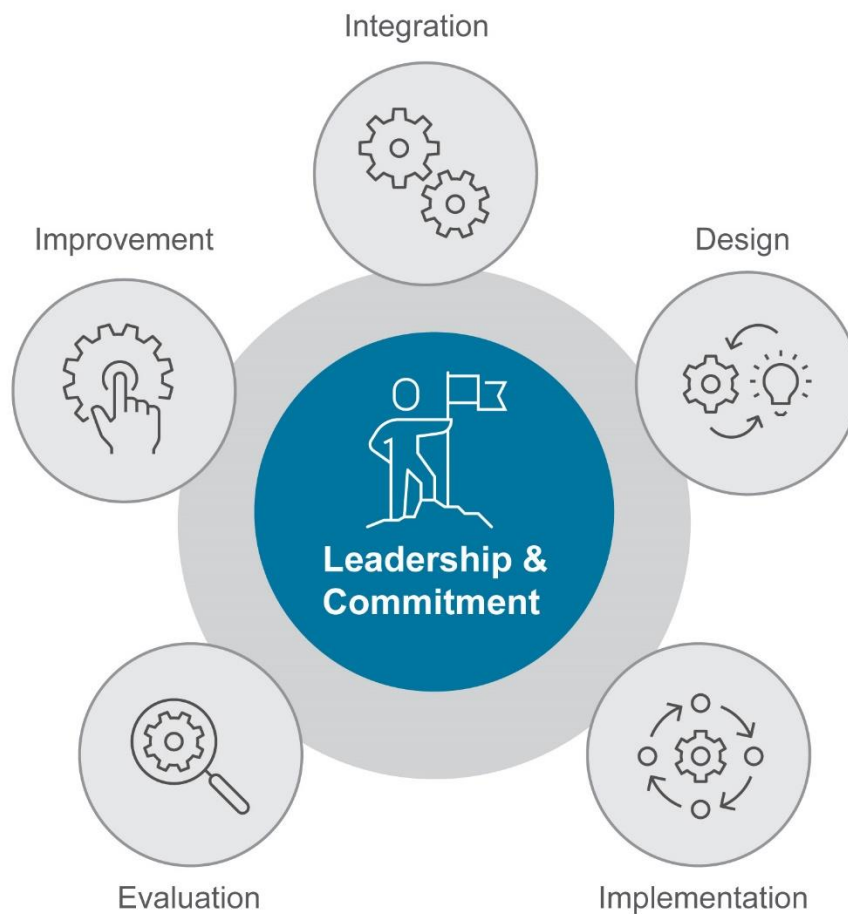 Integration
Improvement
Design
Leadership &
Commitment
Evaluation
Implementation